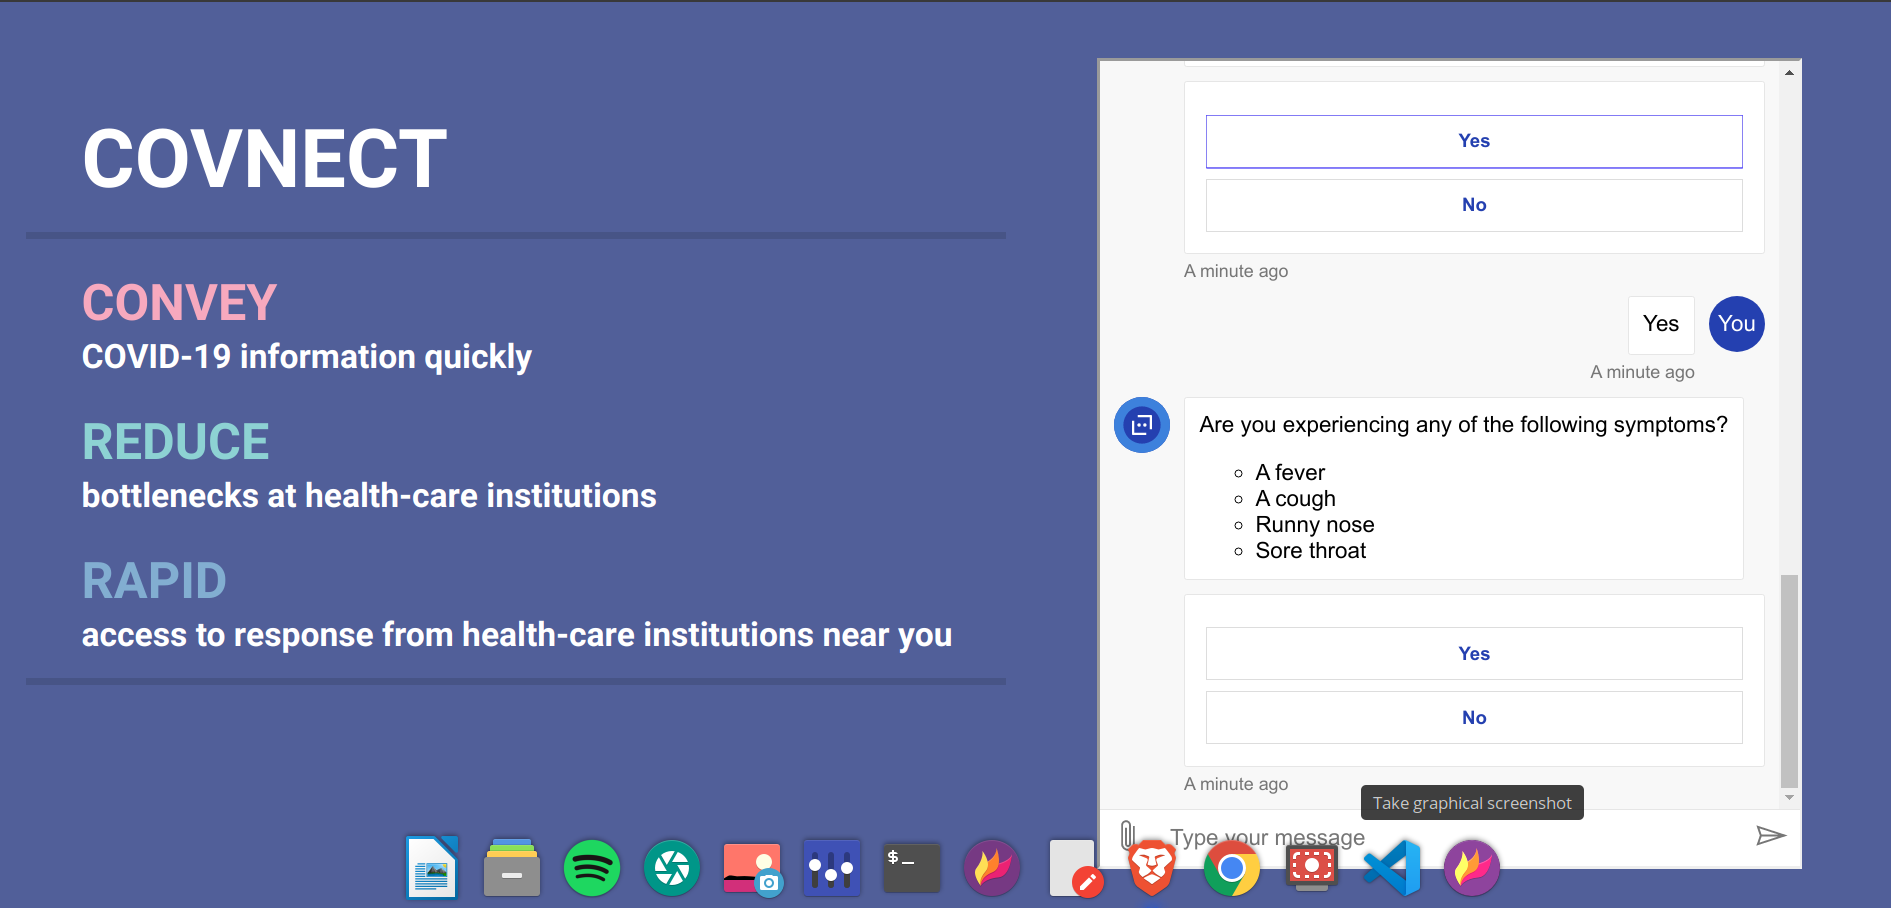 COVNECT
CONVEY
COVID-19 information quickly
REDUCE
bottlenecks at health-care institutions
RAPID
access to response from health-care institutions near you
Yes
No
A minute ago
Yes
You
A minute ago
Are you experiencing any of the following symptoms?
A fever
A cough
Runny nose
Sore throat
Yes
No
A minute ago
Take graphical screenshot
Type your message
$_